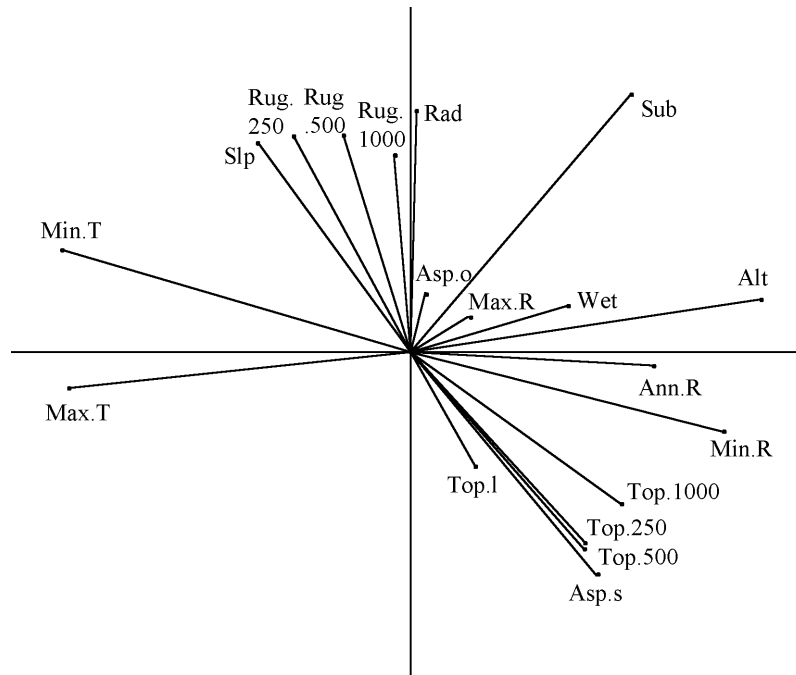 Rug.
250
Rug
.500
Rug.
1000
Rad
Sub
Slp
Min.T
Asp.o
Max.R
Wet
Alt
Max.T
Ann.R
Min.R
Top.l
Top.1000
Top.250
Top.500
Asp.s